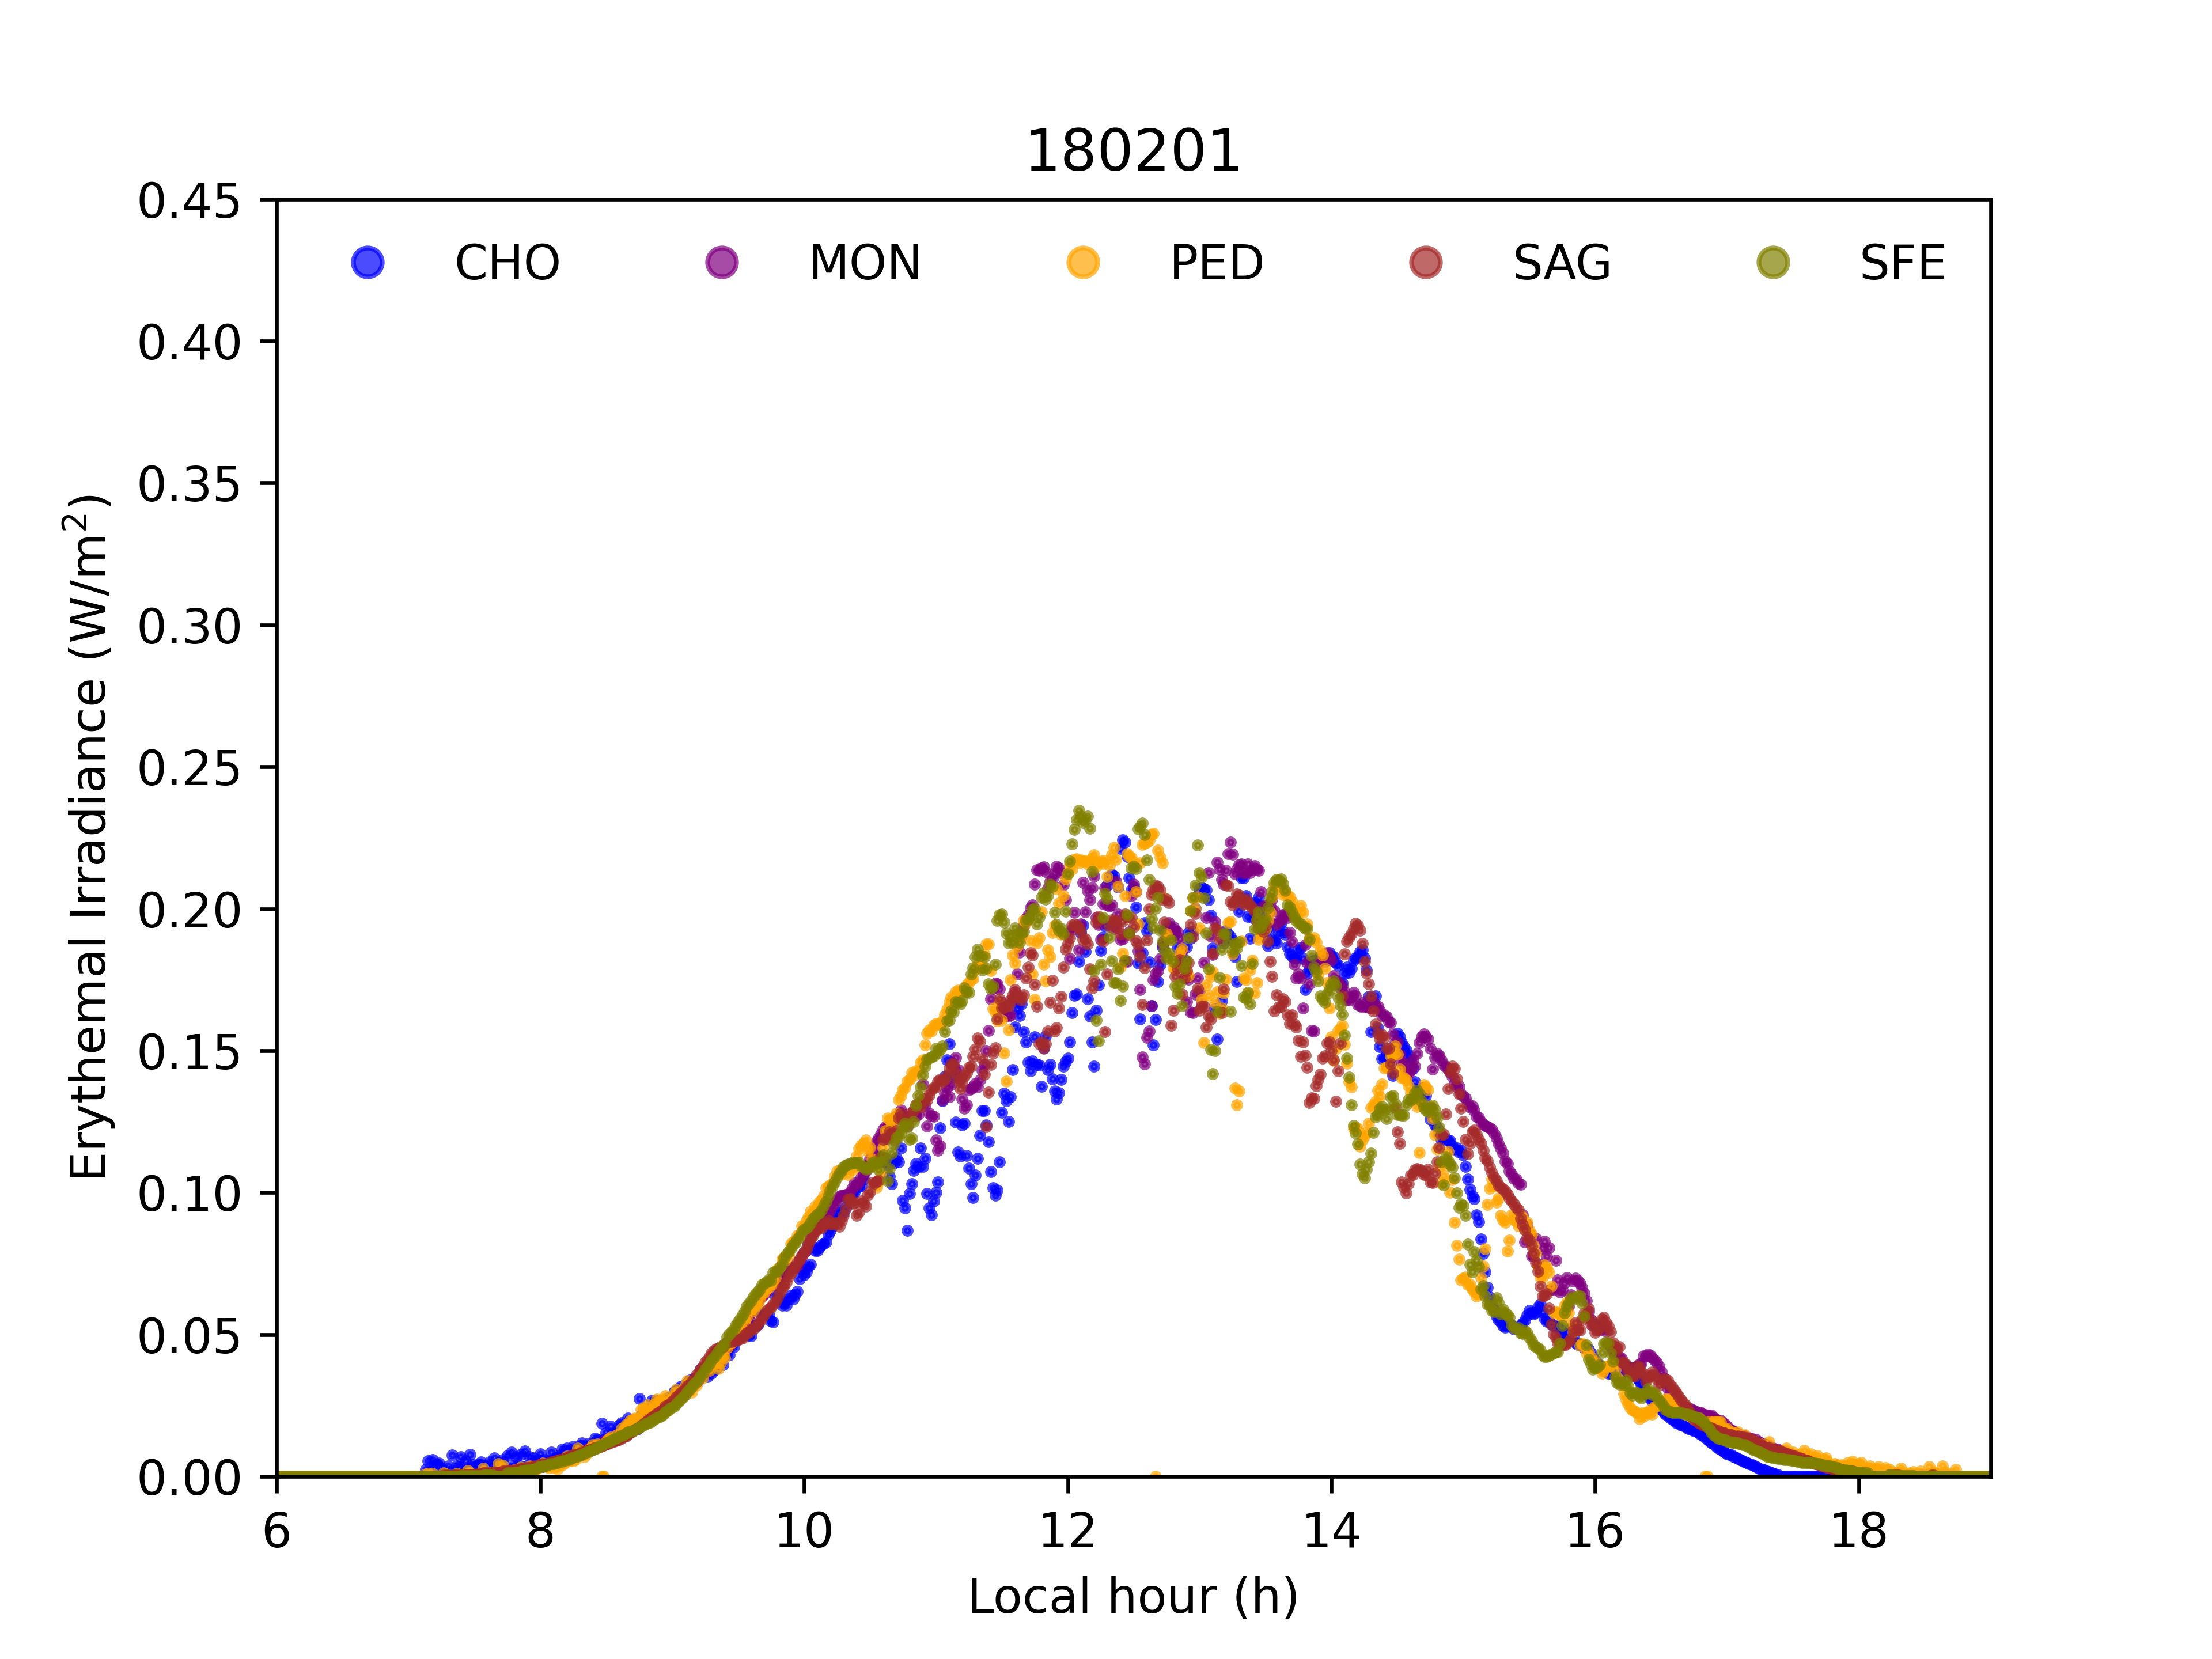 180201
CHO MON PED SAG SFE
0.45
0.40
0.35
0.30
0.25
0.20
0.15
0.10
0.05
0.00
Erythemal Irradiance (W/m²)
6 8 10 12 14 16 18
Local hour (h)